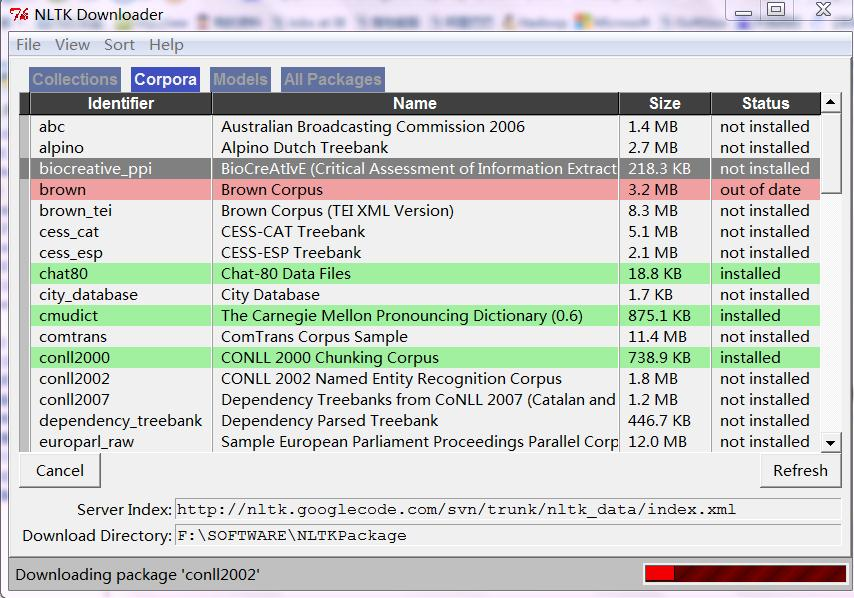 NLTK Downloader
File View Sort Help
Collections Corpora Models All Packages
Identifier Name Size Status
abc Australian Broadcasting Commission 2006 1.4 MB not installed
alpino Alpino Dutch Treebank 2.7 MB not installed
biocreative_ppi BioCreAtIvE (Critical Assessment of Information Extract 218.3 KB not installed
brown Brown Corpus 3.2 MB out of date
brown_tei Brown Corpus (TEI XML Version) 8.3 MB not installed
cess_cat CESS-CAT Treebank 5.1 MB not installed
cess_esp CESS-ESP Treebank 2.1 MB not installed
chat80 Chat-80 Data Files 18.8 KB installed
city_database City Database 1.7 KB not installed
cmudict The Carnegie Mellon Pronouncing Dictionary (0.6) 875.1 KB installed
comtrans ComTrans Corpus Sample 11.4 MB not installed
conll2000 CONLL 2000 Chunking Corpus 738.9 KB installed
conll2002 CONLL 2002 Named Entity Recognition Corpus 1.8 MB not installed
conll2007 Dependency Treebanks from CoNLL 2007 (Catalan and 1.2 MB not installed
dependency_treebank Dependency Parsed Treebank 446.7 KB not installed
europarl_raw Sample European Parliament Proceedings Parallel Corp 12.0 MB not installed
Cancel Refresh
Server Index: http://nltk.googlecode.com/svn/trunk/nltk_data/index.xml
Download Directory: F:\SOFTWARE\NLTKPackage
Downloading package 'conll2002'